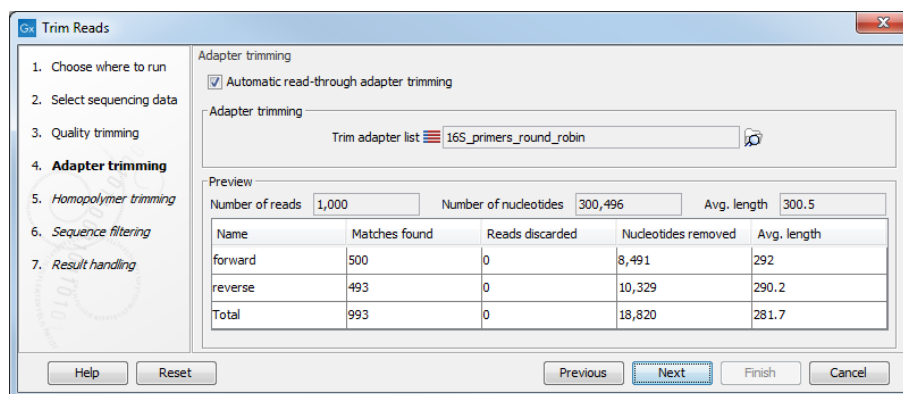 Gx Trim Reads
1. Choose where to run
2. Select sequencing data
3. Quality trimming
4. Adapter trimming
5. Homopolymer trimming
6. Sequence filtering
7. Result handling
Adapter trimming
Automatic read-through adapter trimming
Adapter trimming
Trim adapter list 16S_primers_round_robin
Preview
Number of reads 1,000 Number of nucleotides 300,496 Avg. length 300.5
Name Matches found Reads discarded Nucleotides removed Avg. length
forward 500 0 8,491 292
reverse 493 0 10,329 290.2
Total 993 0 18,820 281.7
Help Reset Previous Next Finish Cancel